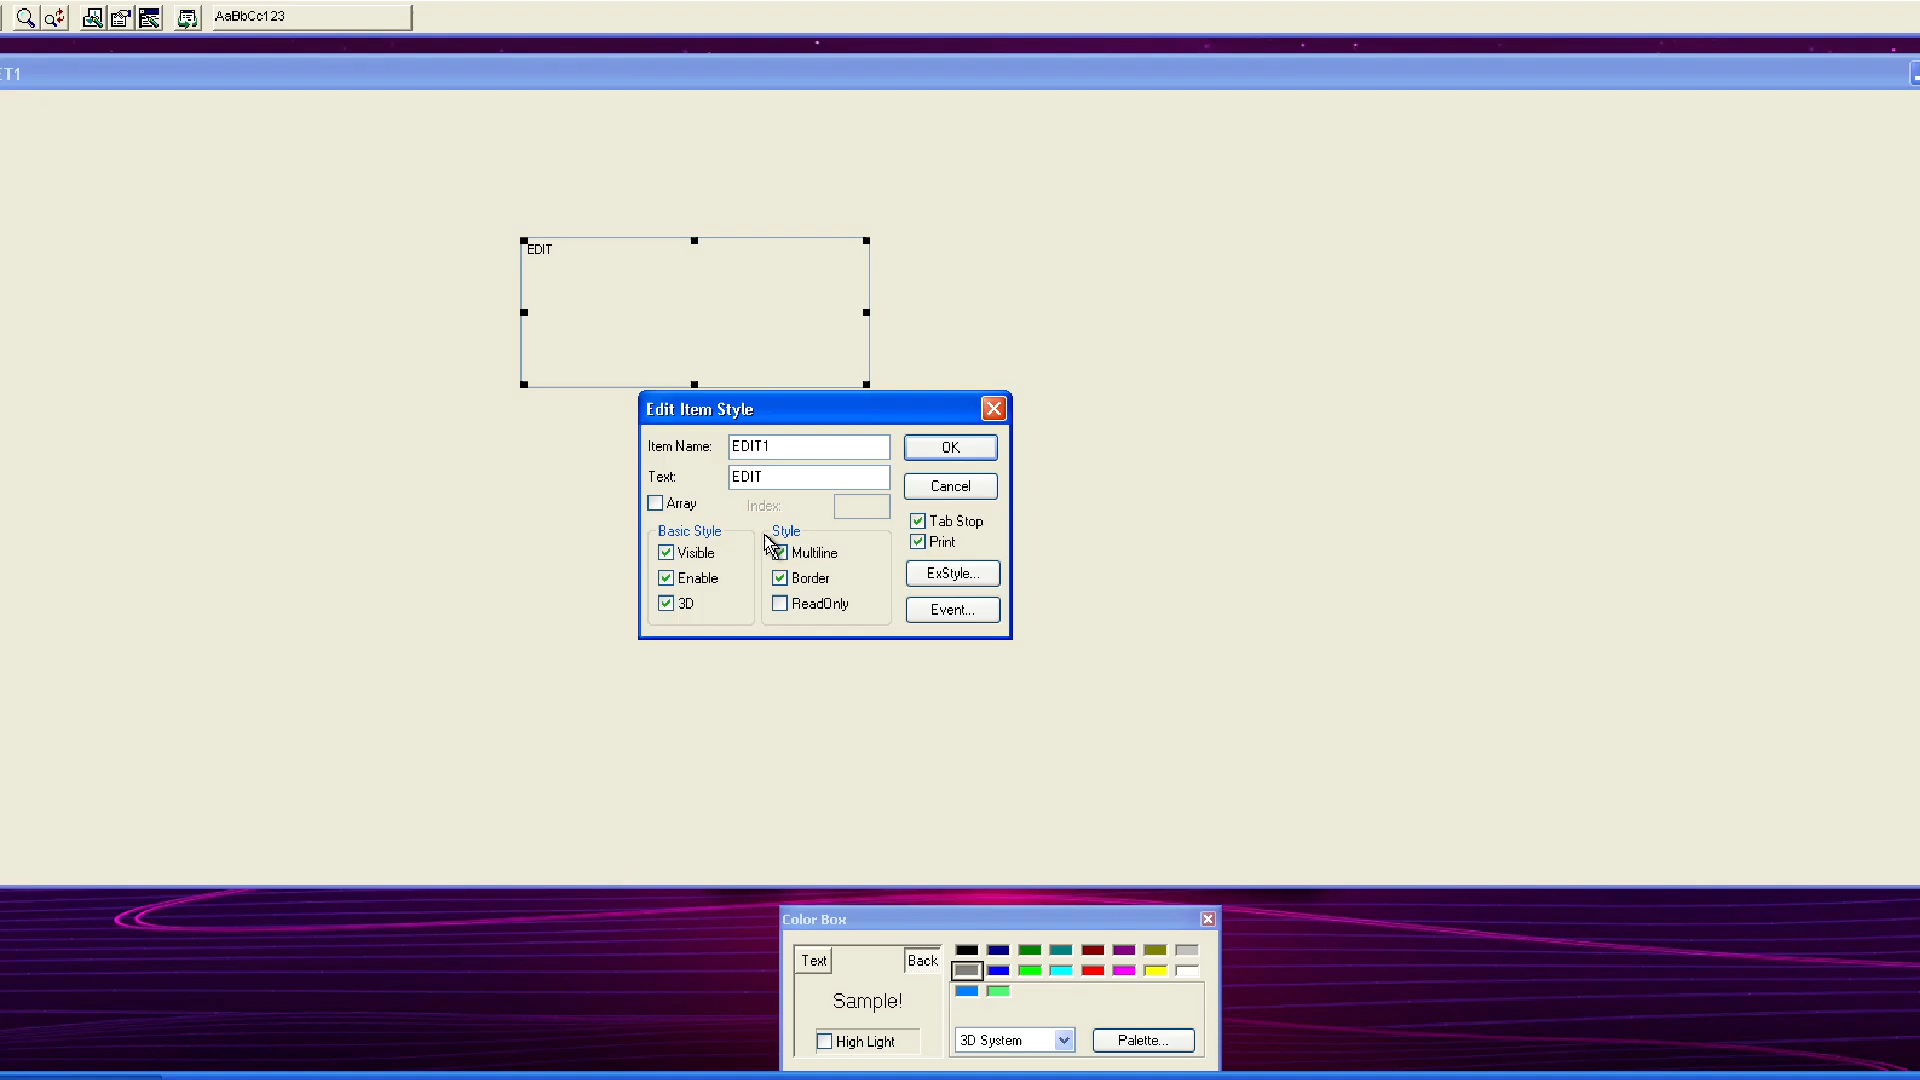 AaBbCc123
ET1
EDIT
Edit Item Style
Item Name: EDIT1 OK
Text: EDIT
Cancel
Array Index:
Tab Stop
Basic Style Style
Print
Visible Multiline
ExStyle...
Enable Border
3D ReadOnly
Event...
Color Box
Text Back
Sample!
High Light
3D System Palette...